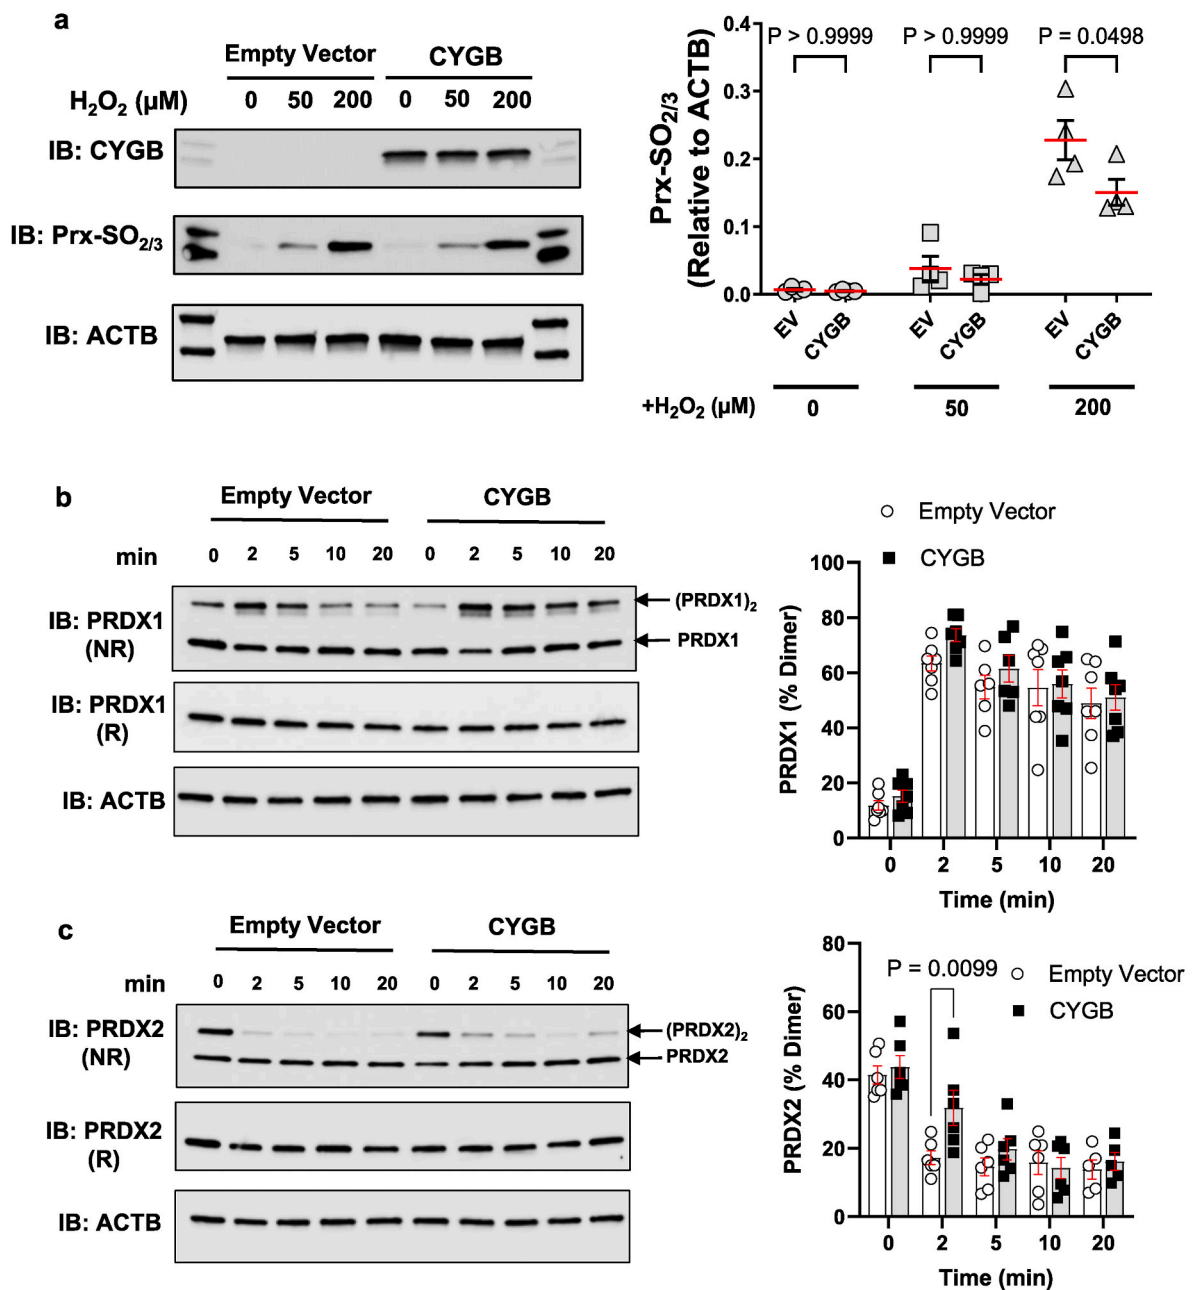 a
Empty Vector CYGB
H₂O₂ (µM) 0 50 200 0 50 200
IB: CYGB
IB: Prx-SO₂/₃
IB: ACTB
Prx-SO₂/₃
(Relative to ACTB)
0.4
0.3
0.2
0.1
0.0
P > 0.9999 P > 0.9999 P = 0.0498
EV CYGB EV CYGB EV CYGB
+H₂O₂ (µM) 0 50 200
b
Empty Vector CYGB
min 0 2 5 10 20 0 2 5 10 20
IB: PRDX1
(NR)
(PRDX1)₂
PRDX1
IB: PRDX1
(R)
IB: ACTB
Empty Vector
CYGB
PRDX1 (% Dimer)
100
80
60
40
20
0
0 2 5 10 20
Time (min)
c
Empty Vector CYGB
min 0 2 5 10 20 0 2 5 10 20
IB: PRDX2
(NR)
(PRDX2)₂
PRDX2
IB: PRDX2
(R)
IB: ACTB
PRDX2 (% Dimer)
80
60
40
20
0
P = 0.0099
Empty Vector
CYGB
0 2 5 10 20
Time (min)